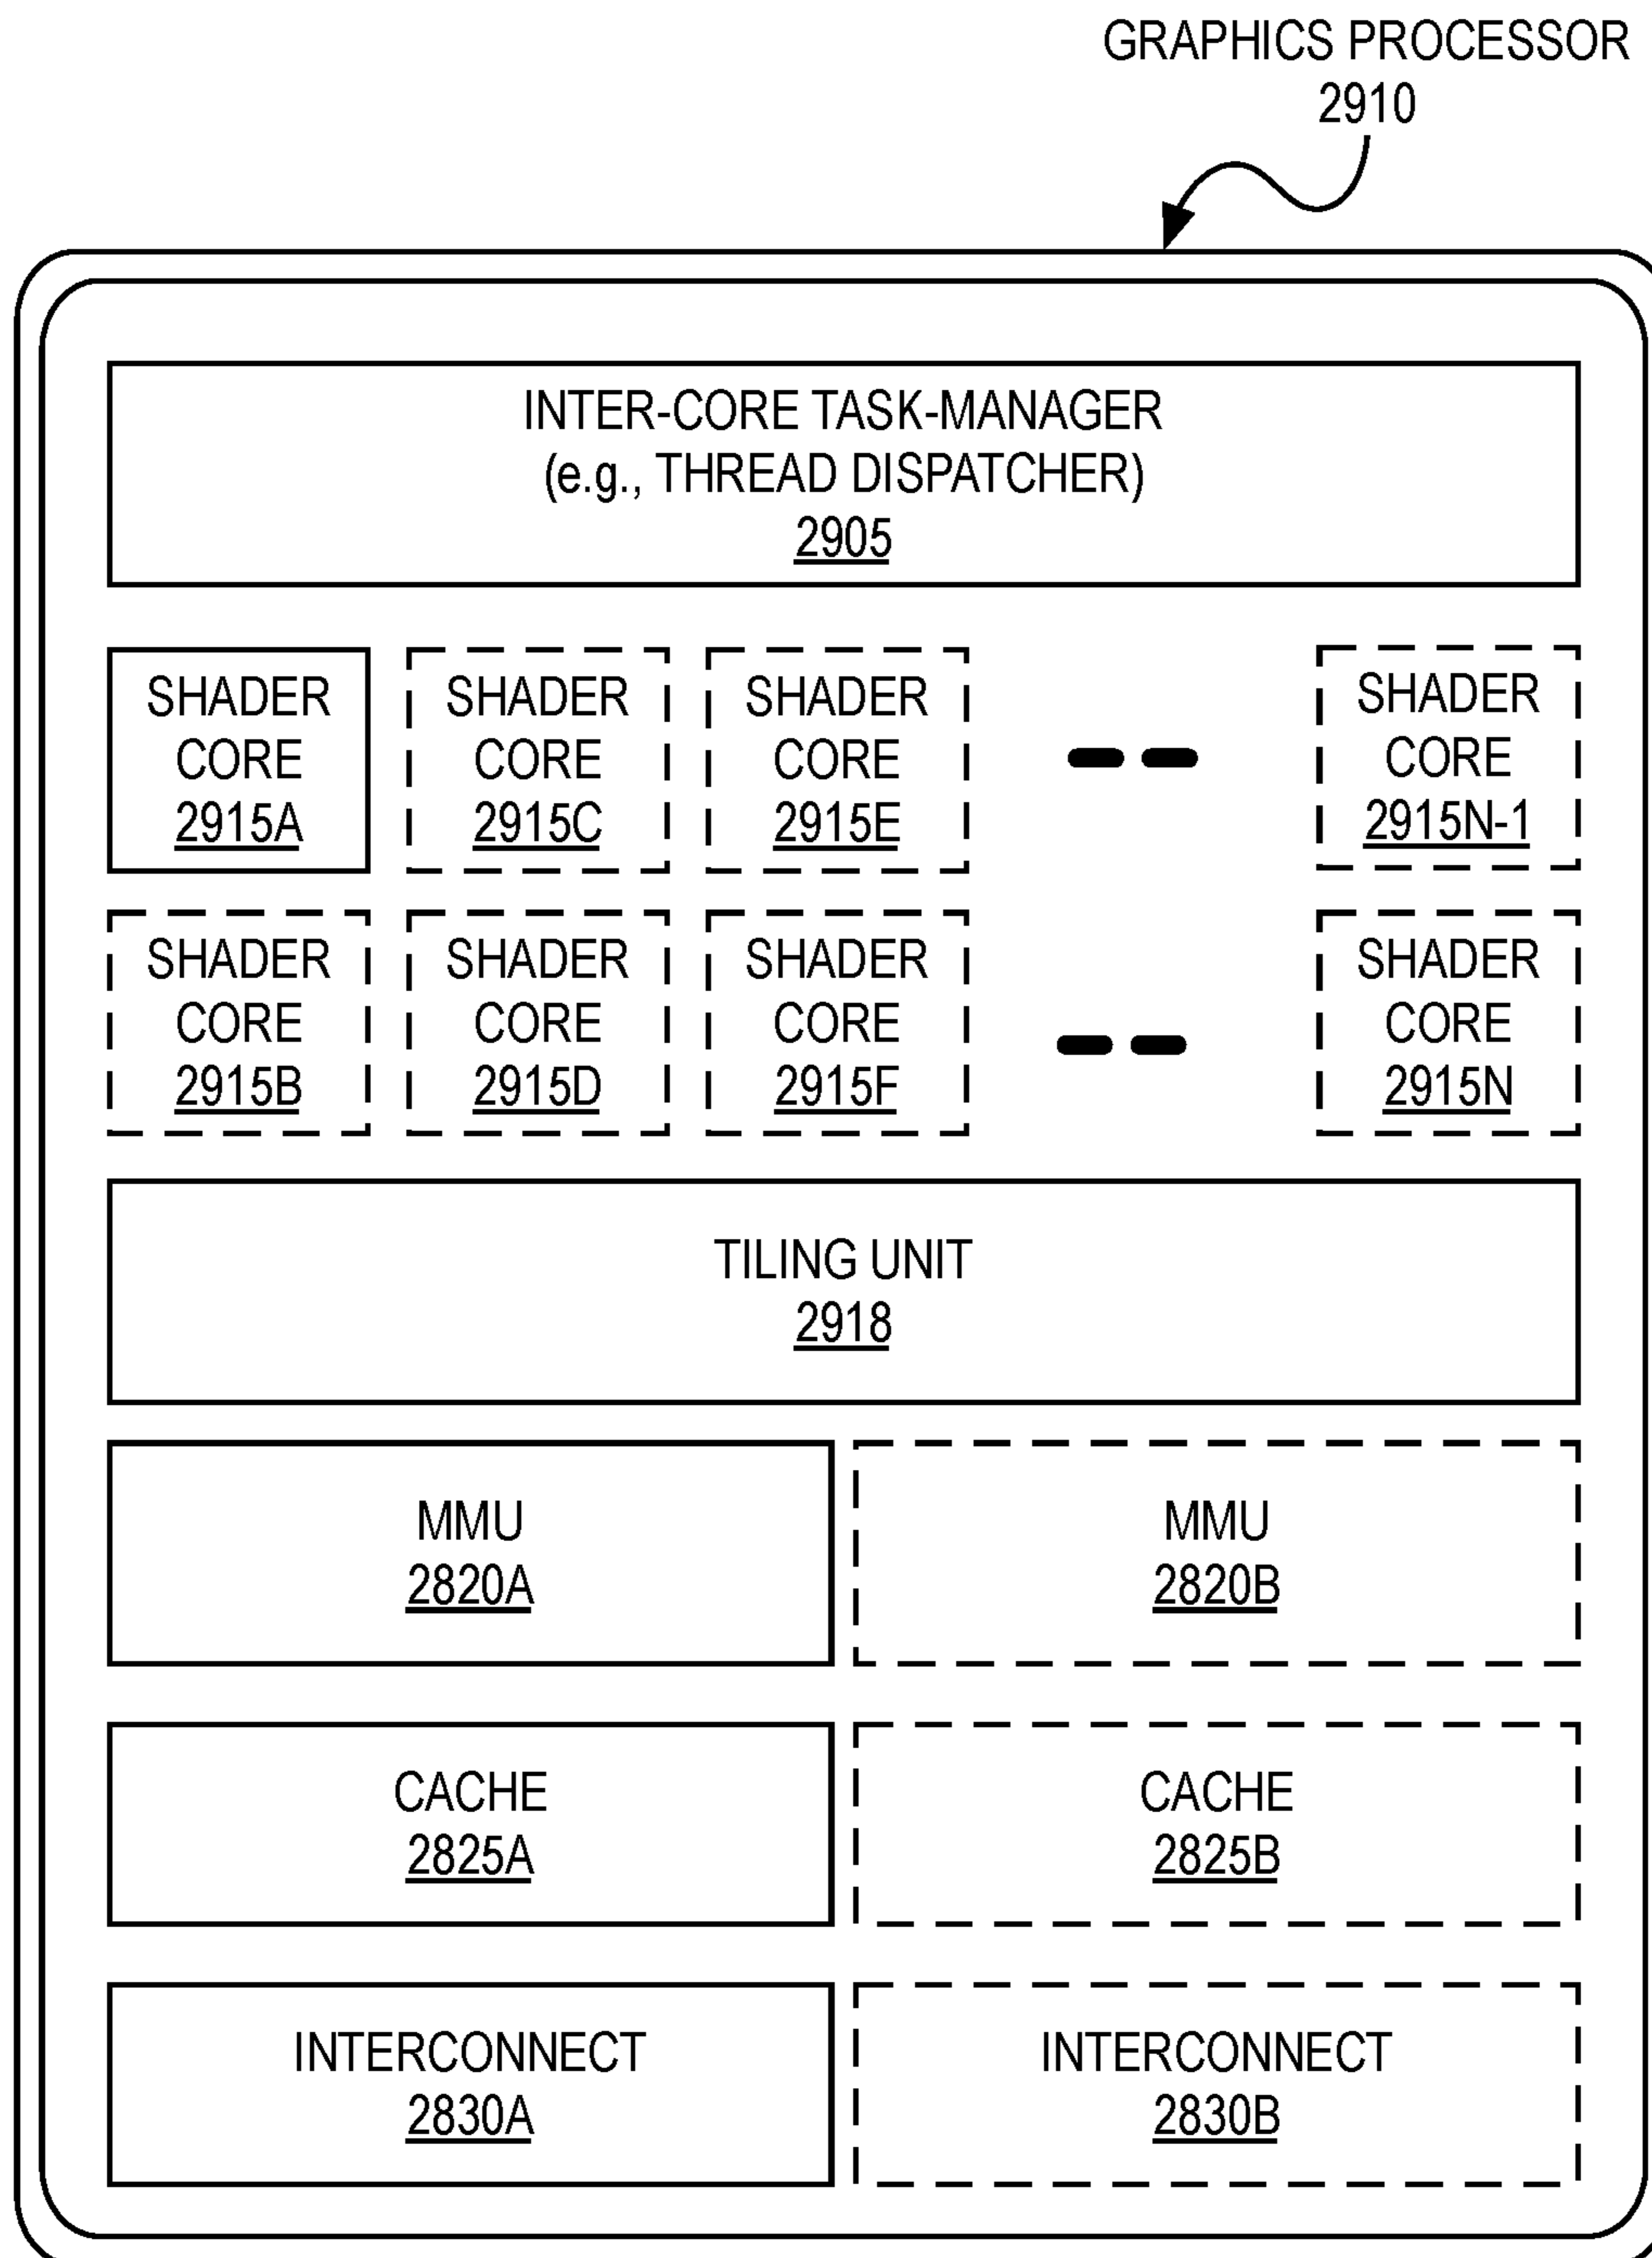 GRAPHICS PROCESSOR
2910
INTER-CORE TASK-MANAGER
(e.g., THREAD DISPATCHER)
2905
SHADER
CORE
2915A
SHADER
CORE
2915C
SHADER
CORE
2915E
SHADER
CORE
2915N-1
SHADER
CORE
2915B
SHADER
CORE
2915D
SHADER
CORE
2915F
SHADER
CORE
2915N
TILING UNIT
2918
MMU
2820A
MMU
2820B
CACHE
2825A
CACHE
2825B
INTERCONNECT
2830A
INTERCONNECT
2830B